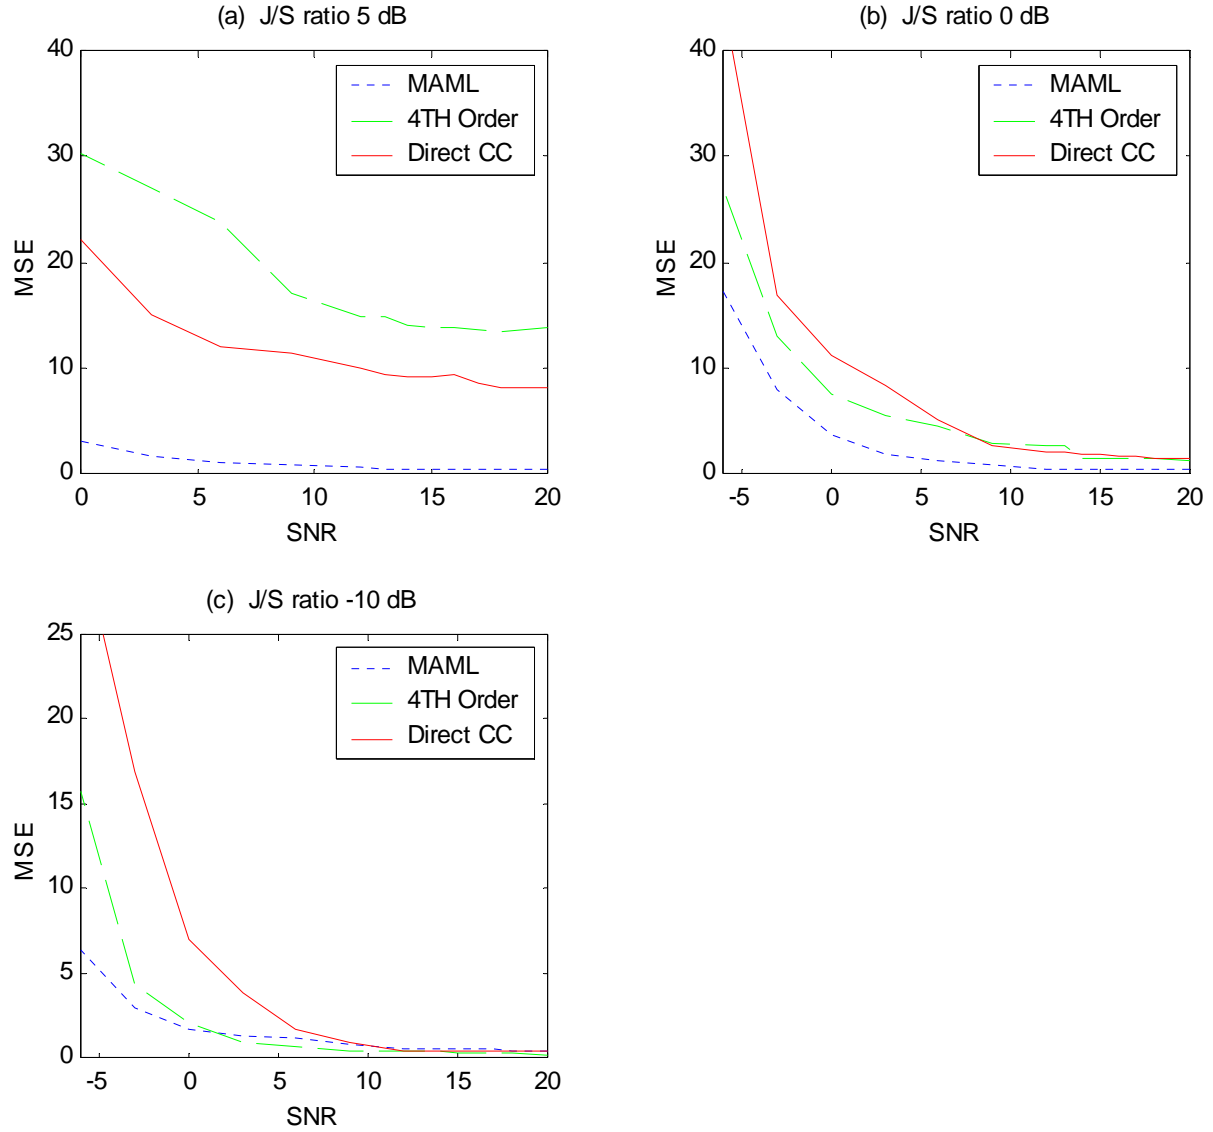 (a) J/S ratio 5 dB
40
30
20
10
0
MSE
0 5 10 15 20
SNR
MAML
4TH Order
Direct CC
(b) J/S ratio 0 dB
40
30
20
10
0
MSE
-5 0 5 10 15 20
SNR
MAML
4TH Order
Direct CC
(c) J/S ratio -10 dB
25
20
15
10
5
0
MSE
-5 0 5 10 15 20
SNR
MAML
4TH Order
Direct CC